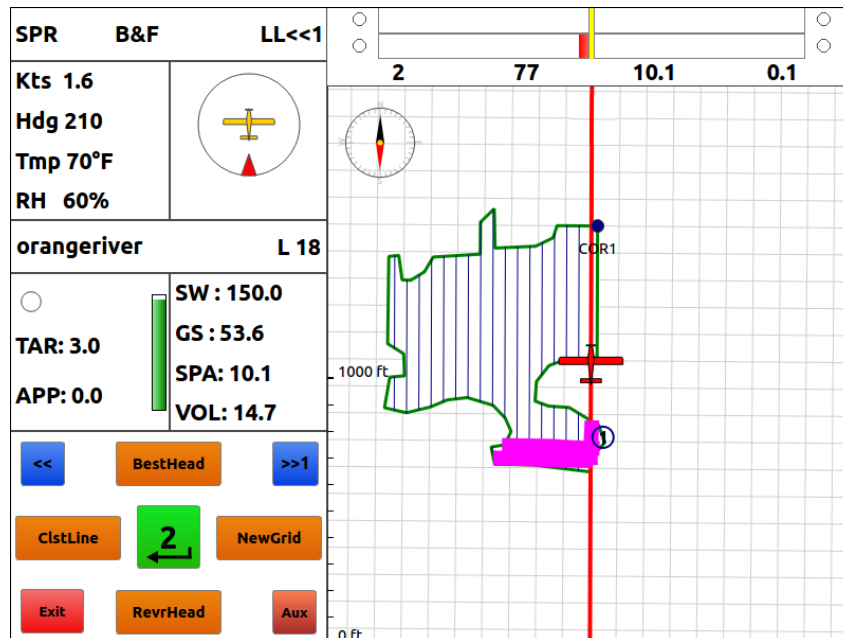 SPR B&F LL<<1
2 77 10.1 0.1
Kts 1.6
Hdg 210
Tmp 70°F
RH 60%
N
W E
S
orangeriver L 18
COR1
TAR: 3.0
APP: 0.0
SW : 150.0
GS : 53.6
SPA: 10.1
VOL: 14.7
1000 ft
1
<< BestHead >>1
ClstLine 2 NewGrid
Exit RevrHead Aux
0 ft